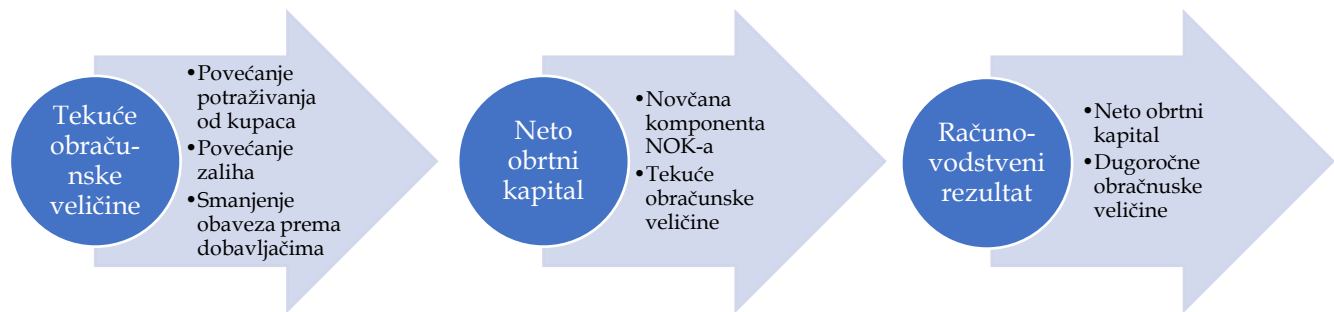 Tekuće
obraču-
nske
veličine
•Povećanje
potraživanja
od kupaca
•Povećanje
zaliha
•Smanjenje
obaveza prema
dobavljačima
Neto
obrtni
kapital
•Novčana
komponenta
NOK-a
•Tekuće
obračunske
veličine
Računo-
vodstveni
rezultat
•Neto obrtni
kapital
•Dugoročne
obračnuske
veličine